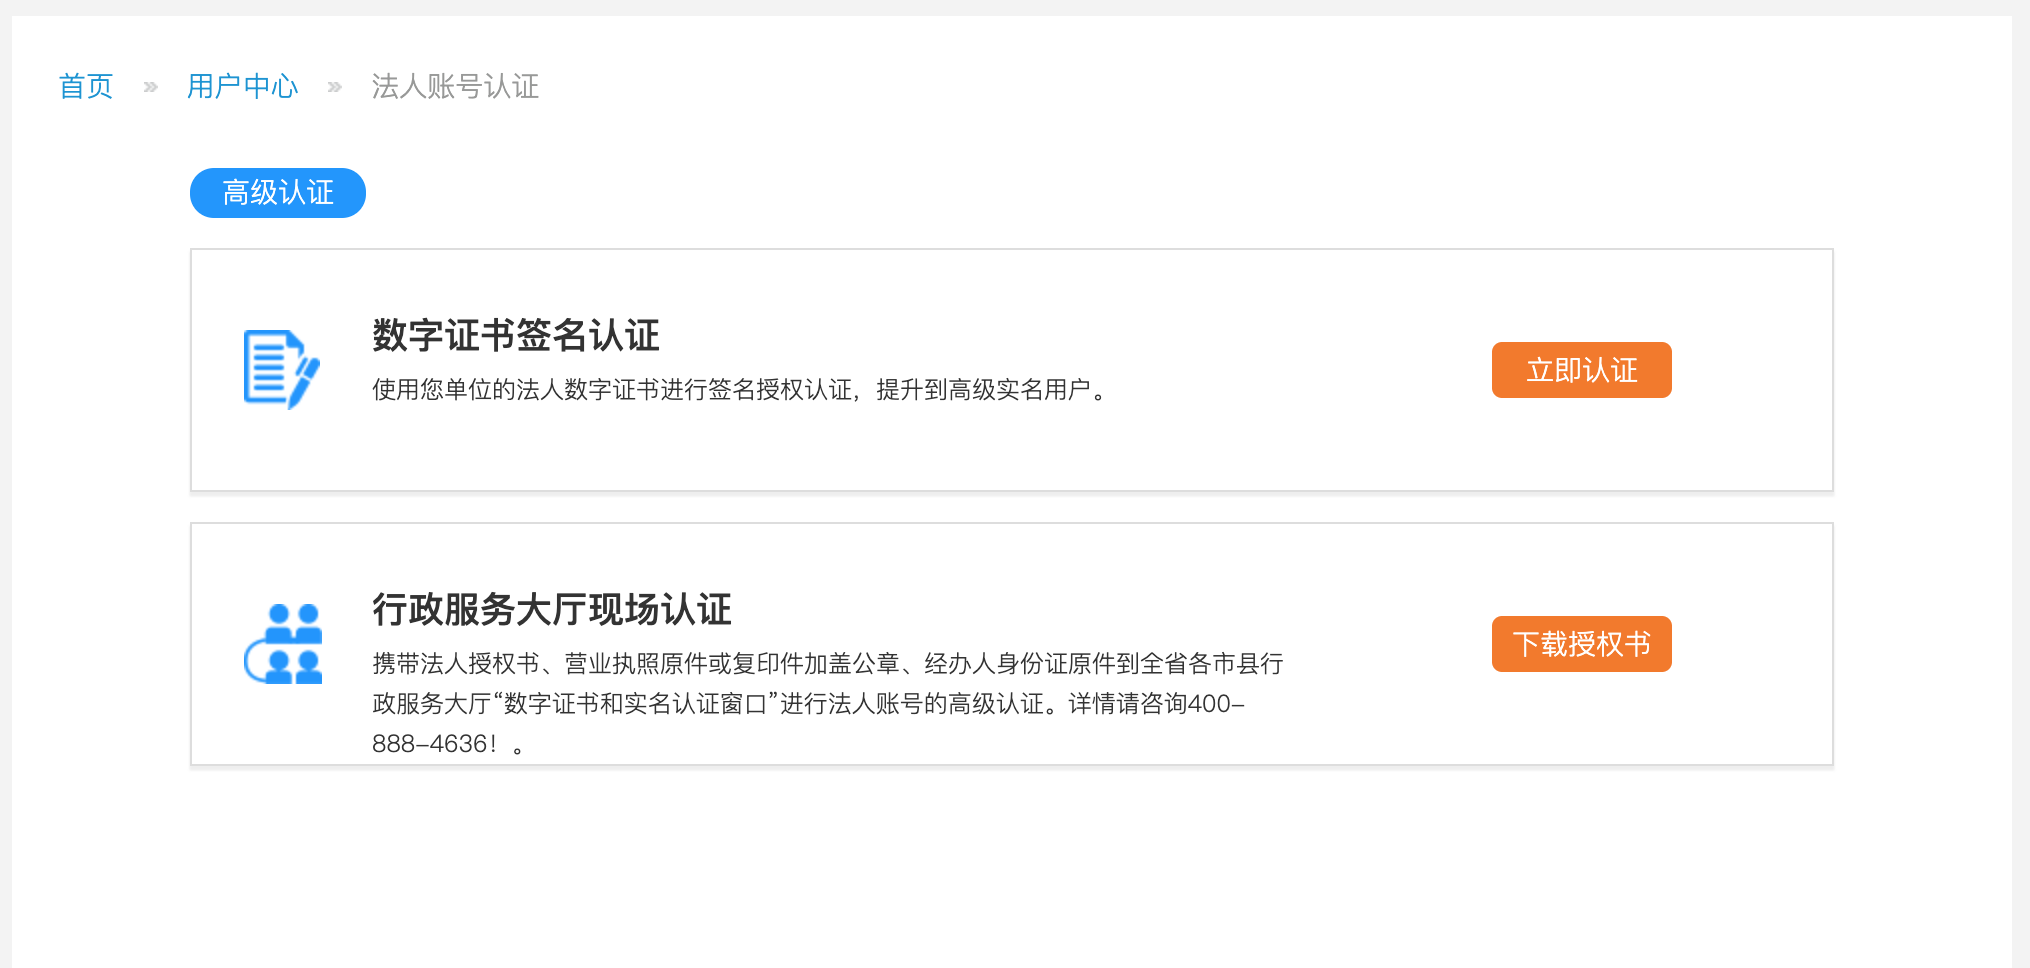 首页 » 用户中心 » 法人账号认证
高级认证
数字证书签名认证
使用您单位的法人数字证书进行签名授权认证，提升到高级实名用户。
立即认证
行政服务大厅现场认证
携带法人授权书、营业执照原件或复印件加盖公章、经办人身份证原件到全省各市县行
政服务大厅“数字证书和实名认证窗口”进行法人账号的高级认证。详情请咨询400-
888-4636！。
下载授权书